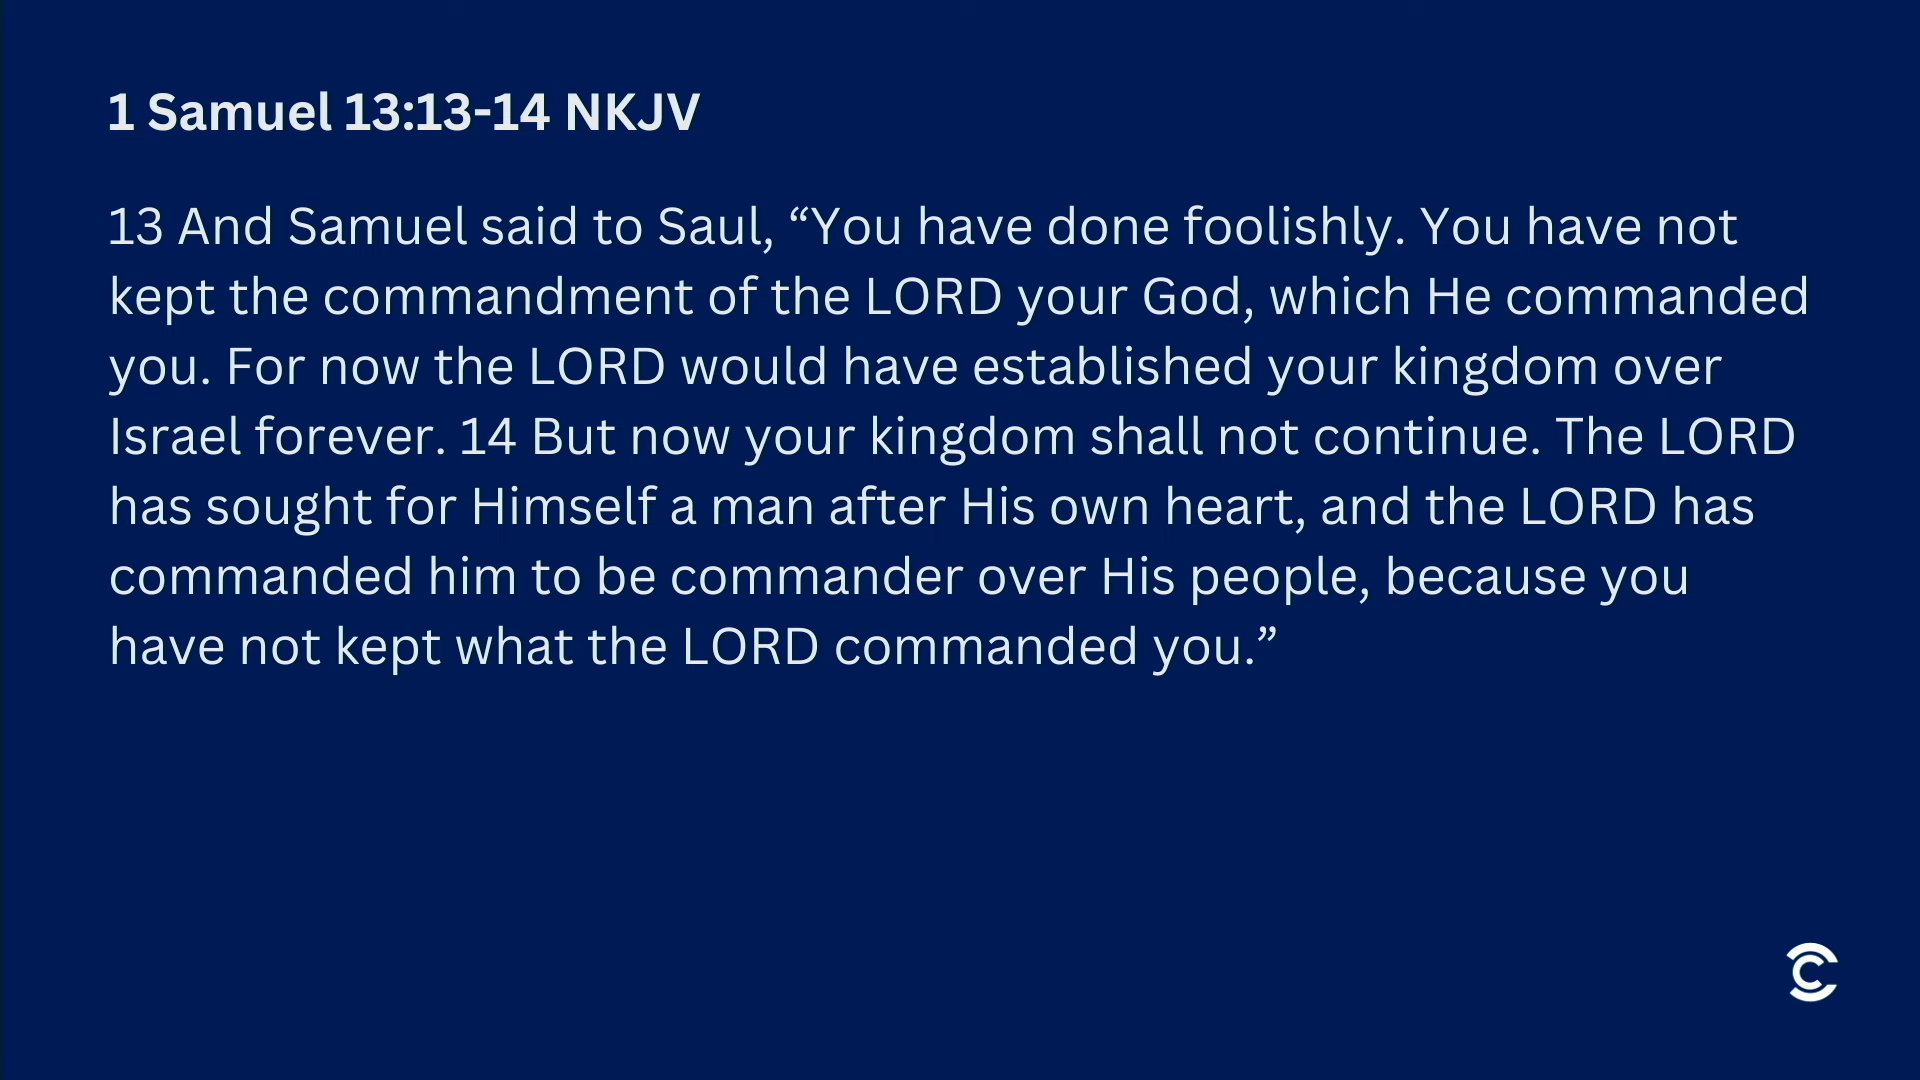 1 Samuel 13:13-14 NKJV
13 And Samuel said to Saul, “You have done foolishly. You have not
kept the commandment of the LORD your God, which He commanded
you. For now the LORD would have established your kingdom over
Israel forever. 14 But now your kingdom shall not continue. The LORD
has sought for Himself a man after His own heart, and the LORD has
commanded him to be commander over His people, because you
have not kept what the LORD commanded you.”